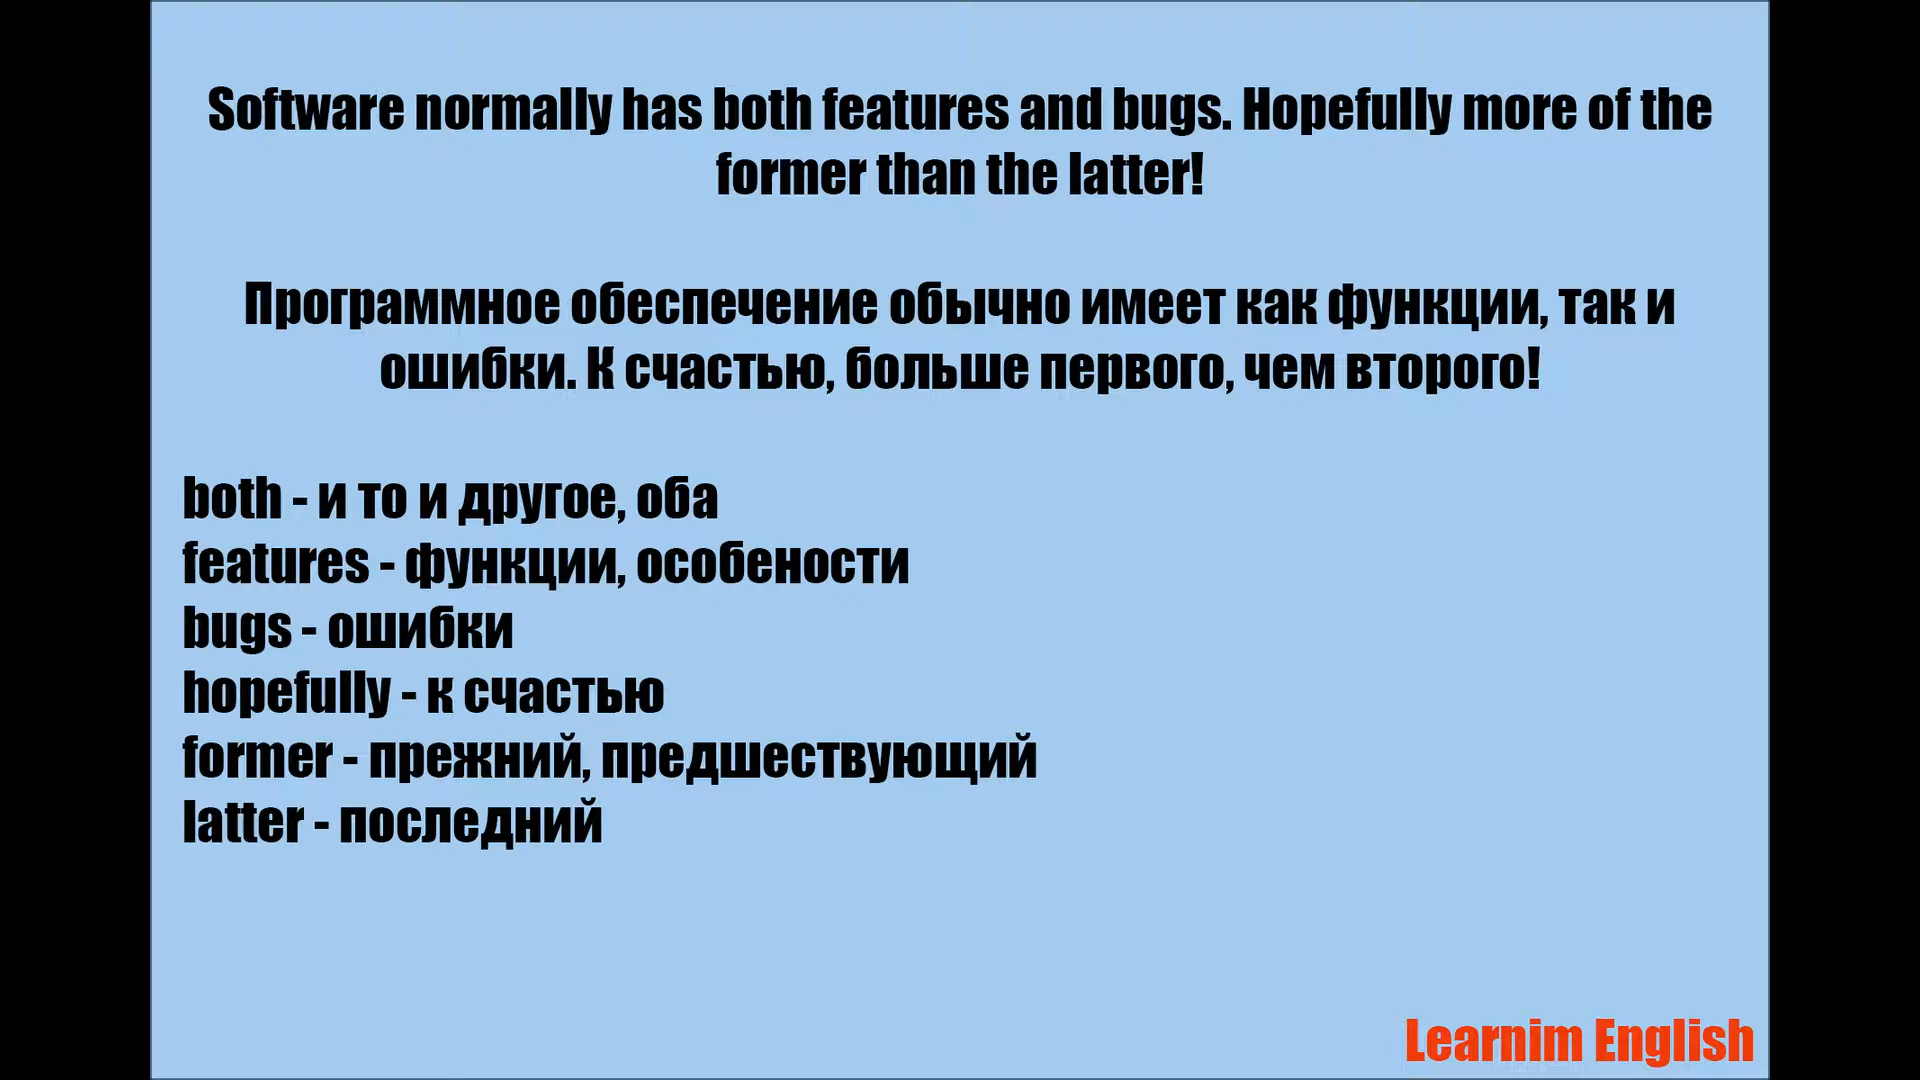 Software normally has both features and bugs. Hopefully more of the
former than the latter!
Программное обеспечение обычно имеет как функции, так и
ошибки. К счастью, больше первого, чем второго!
both - и то и другое, оба
features - функции, особености
bugs - ошибки
hopefully - к счастью
former - прежний, предшествующий
latter - последний
Learnim English